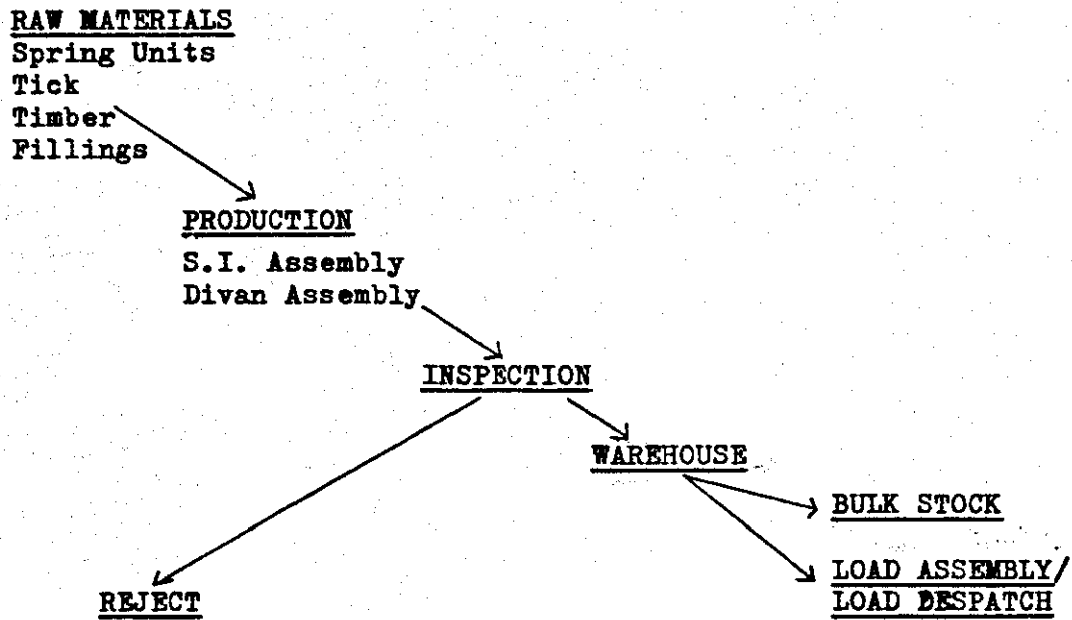 RAW MATERIALS
Spring Units
Tick
Timber
Fillings
PRODUCTION
S.I. Assembly
Divan Assembly
INSPECTION
WAREHOUSE
BULK STOCK
LOAD ASSEMBLY/
LOAD DESPATCH
REJECT